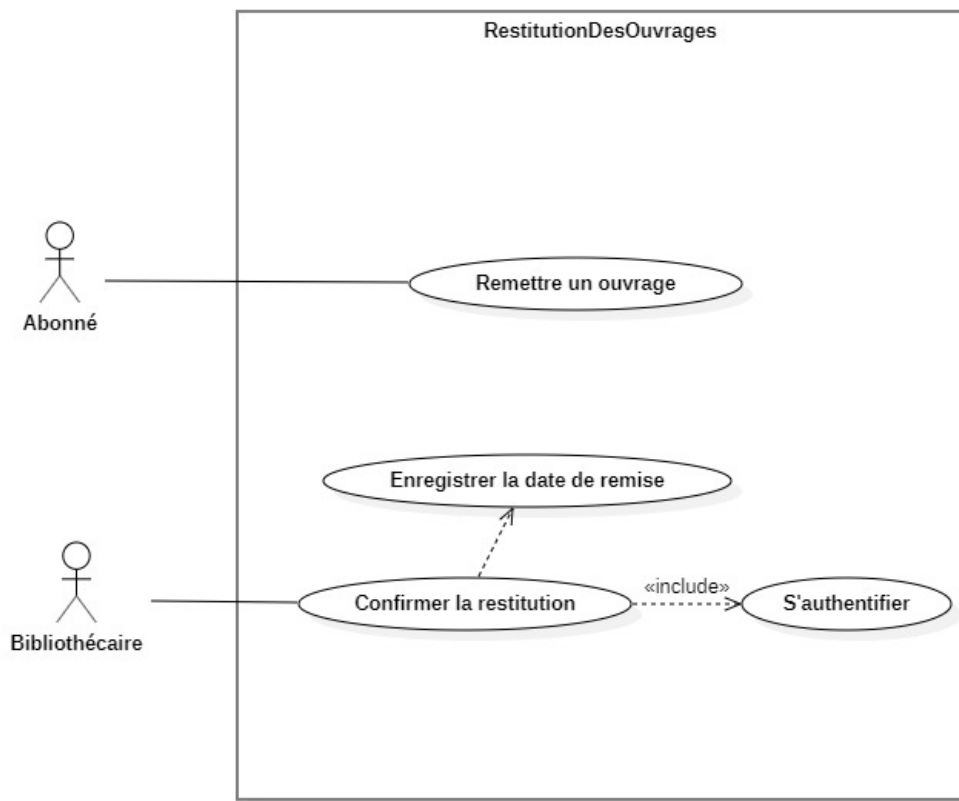 RestitutionDesOuvrages
Remettre un ouvrage
Abonné
Enregistrer la date de remise
«include»
Confirmer la restitution
S'authentifier
Bibliothécaire